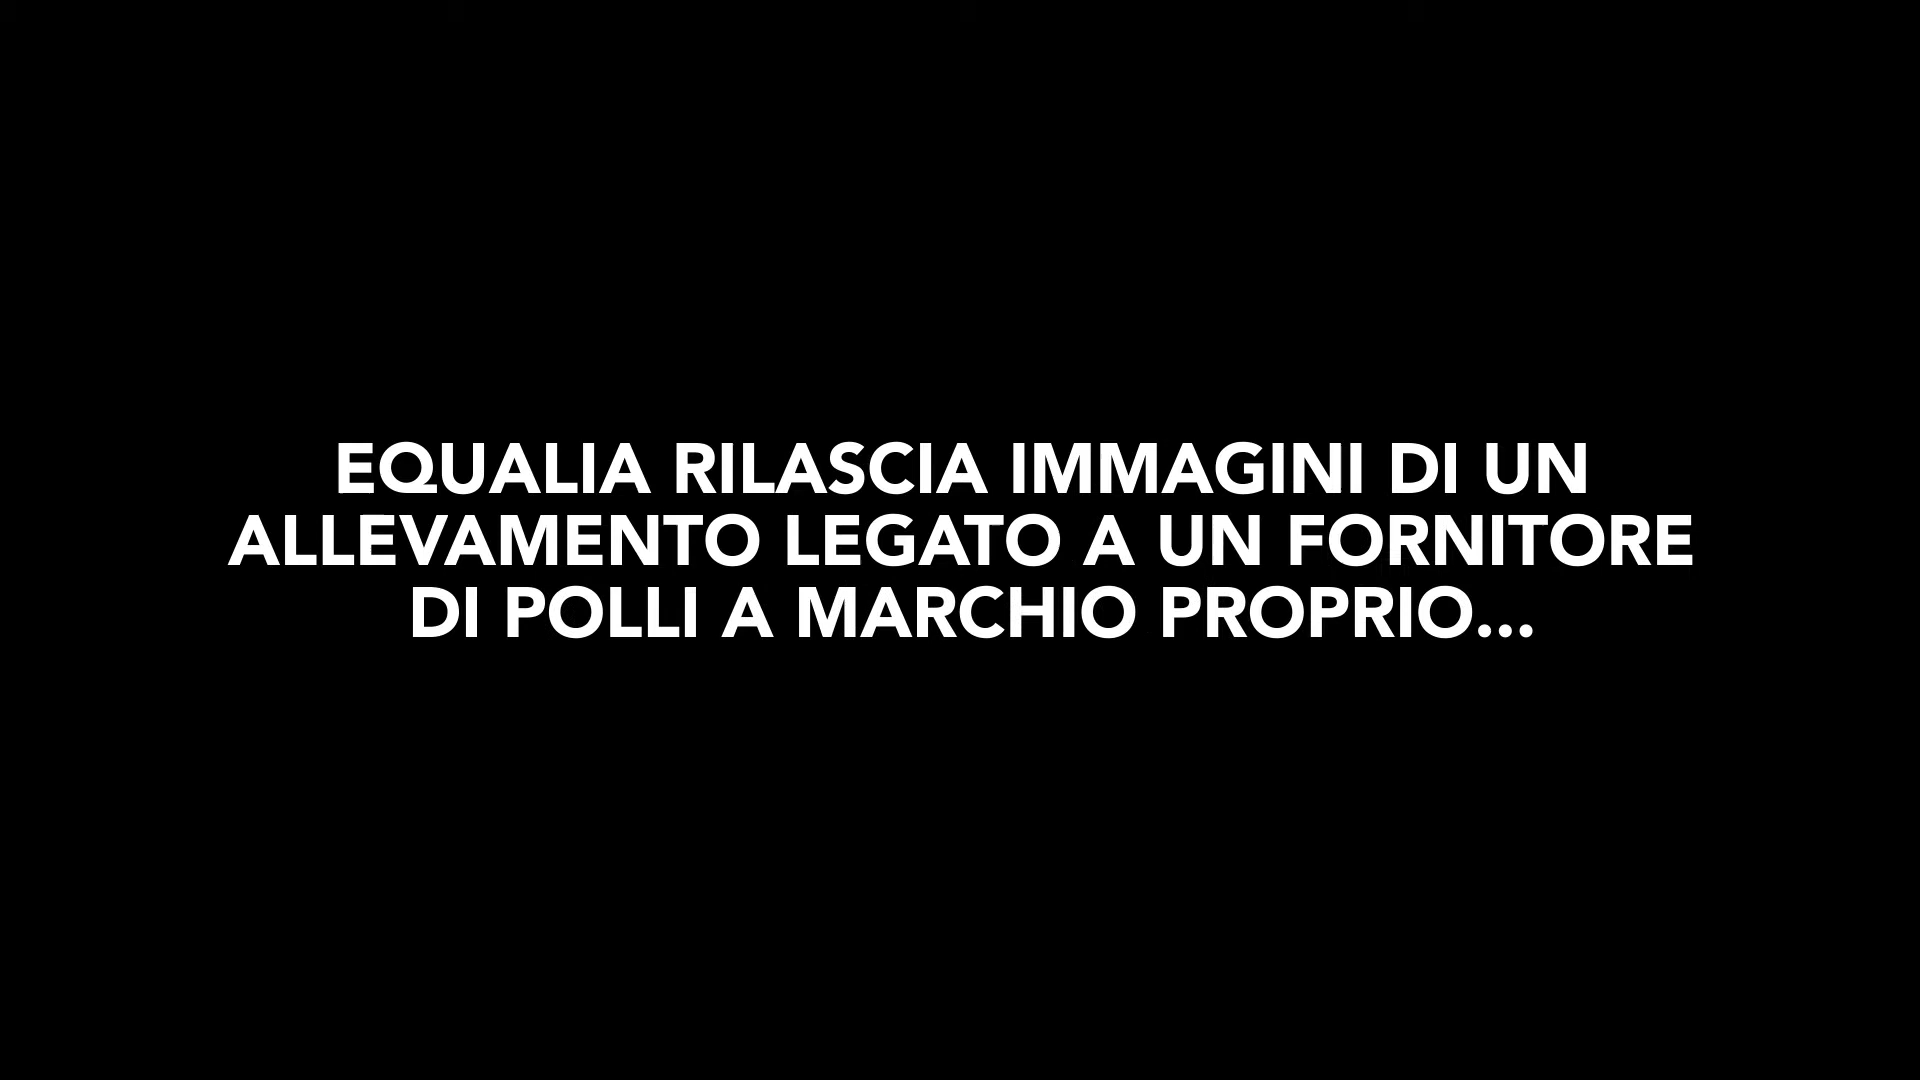 EQUALIA RILASCIA IMMAGINI DI UN
ALLEVAMENTO LEGATO A UN FORNITORE
DI POLLI A MARCHIO PROPRIO...